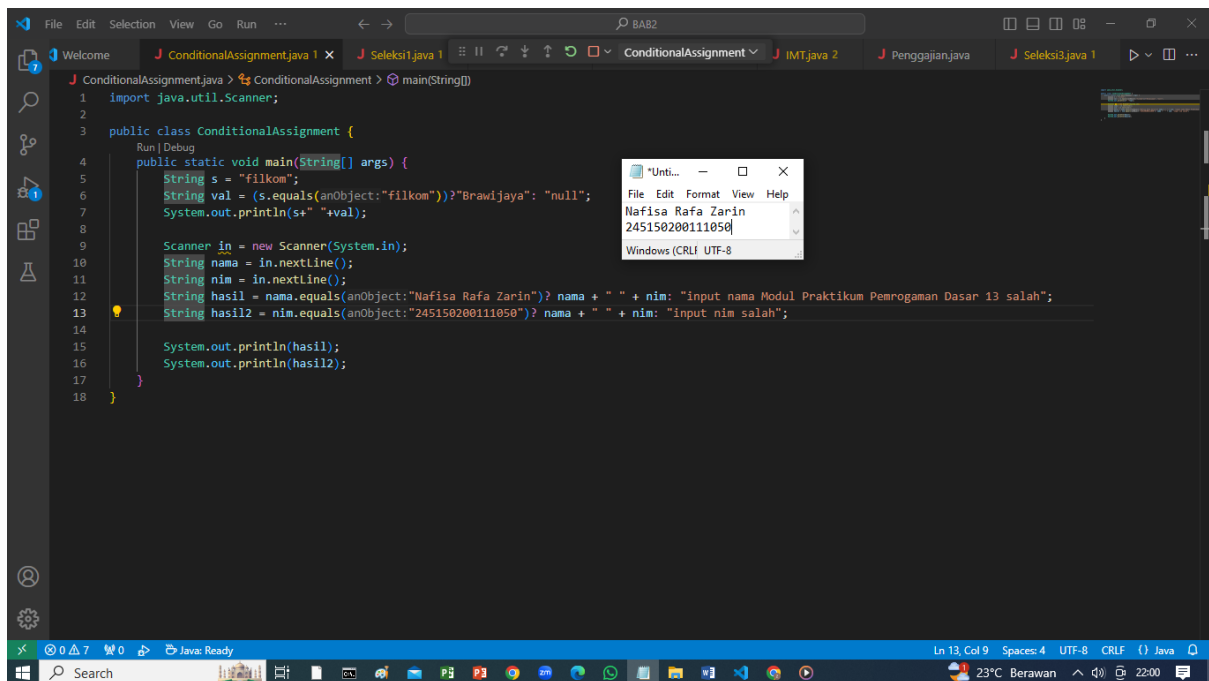 File Edit Selection View Go Run ··· BAB2
Welcome ConditionalAssignment.java 1 Seleksi1.java 1 ConditionalAssignment IMT.java 2 Penggajian.java Seleksi3.java 1
ConditionalAssignment.java > ConditionalAssignment > main(String[])
1 import java.util.Scanner;
2
3 public class ConditionalAssignment {
Run | Debug
4 public static void main(String[] args) {
5 String s = "filkom";
6 String val = (s.equals(anObject:"filkom"))?"Brawijaya": "null";
7 System.out.println(s+" "+val);
8
9 Scanner in = new Scanner(System.in);
10 String nama = in.nextLine();
11 String nim = in.nextLine();
12 String hasil = nama.equals(anObject:"Nafisa Rafa Zarin")? nama + " " + nim: "input nama Modul Praktikum Pemrogaman Dasar 13 salah";
13 String hasil2 = nim.equals(anObject:"245150200111050")? nama + " " + nim: "input nim salah";
14
15 System.out.println(hasil);
16 System.out.println(hasil2);
17 }
18 }
*Unti...
File Edit Format View Help
Nafisa Rafa Zarin
245150200111050
Windows (CRLF UTF-8
7
1
0 7 0 Java: Ready Ln 13, Col 9 Spaces: 4 UTF-8 CRLF {} Java
Search 23°C Berawan 22:00